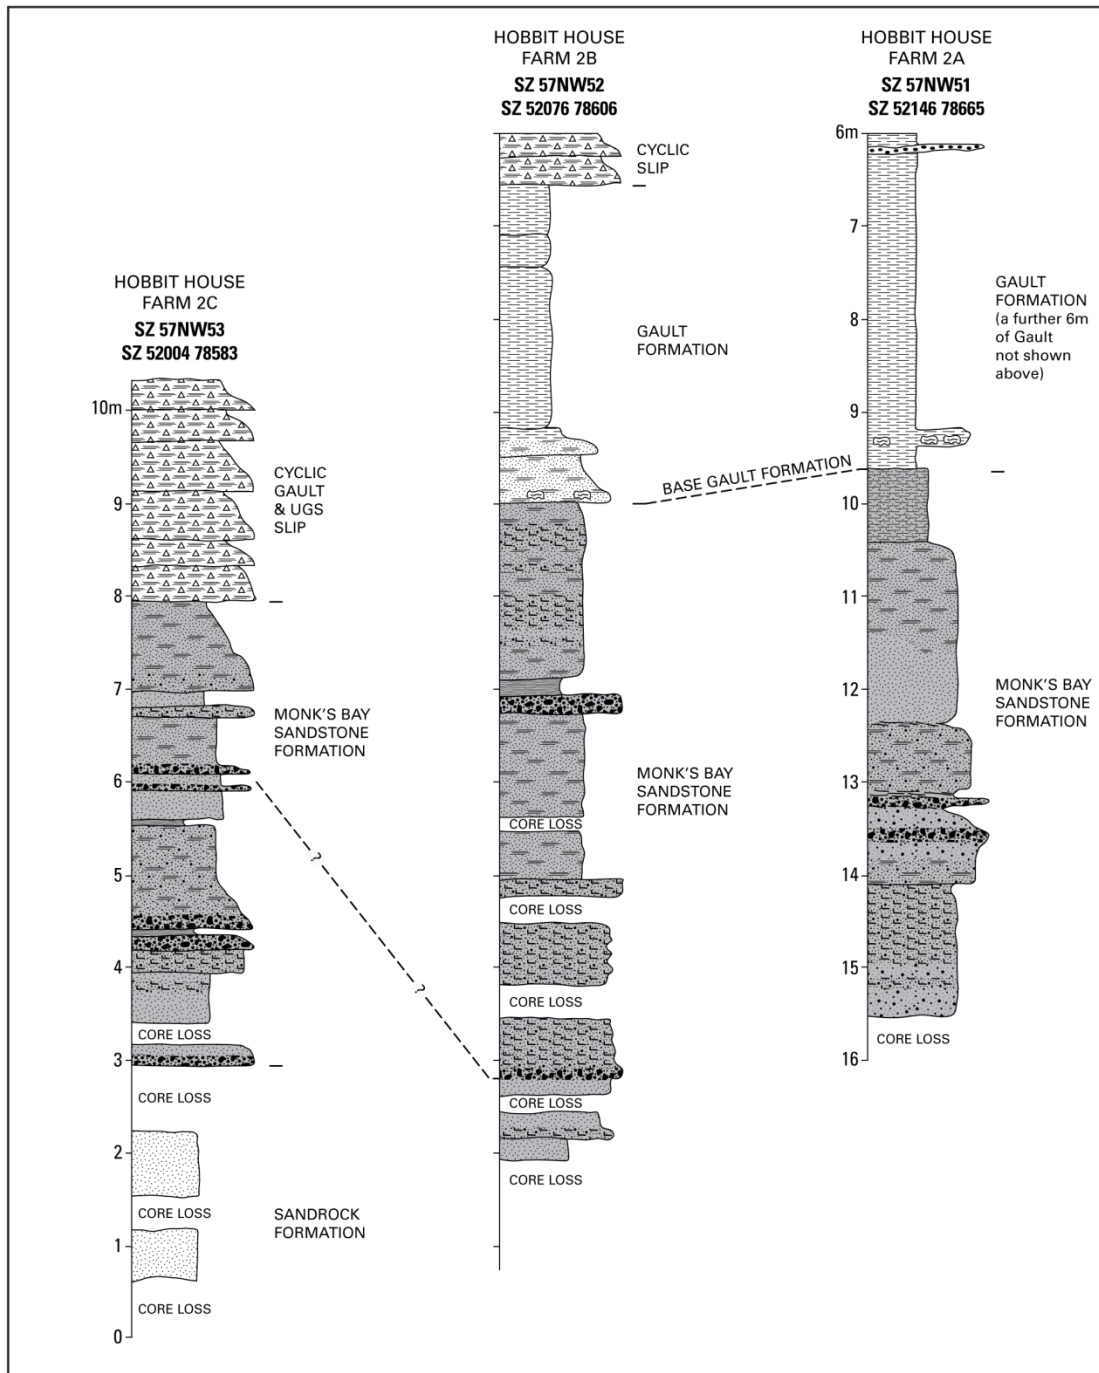 HOBBIT HOUSE
FARM 2C
SZ 57NW53
SZ 52004 78583
10m
9
8
7
6
5
4
3
2
1
0
CYCLIC
GAULT
& UGS
SLIP
MONK'S BAY
SANDSTONE
FORMATION
CORE LOSS
CORE LOSS
CORE LOSS
CORE LOSS
SANDROCK
FORMATION
?
?
HOBBIT HOUSE
FARM 2B
SZ 57NW52
SZ 52076 78606
CYCLIC
SLIP
GAULT
FORMATION
BASE GAULT FORMATION
MONK'S BAY
SANDSTONE
FORMATION
CORE LOSS
CORE LOSS
CORE LOSS
CORE LOSS
CORE LOSS
HOBBIT HOUSE
FARM 2A
SZ 57NW51
SZ 52146 78665
6m
7
8
9
10
11
12
13
14
15
16
GAULT
FORMATION
(a further 6m
of Gault
not shown
above)
MONK'S BAY
SANDSTONE
FORMATION
CORE LOSS